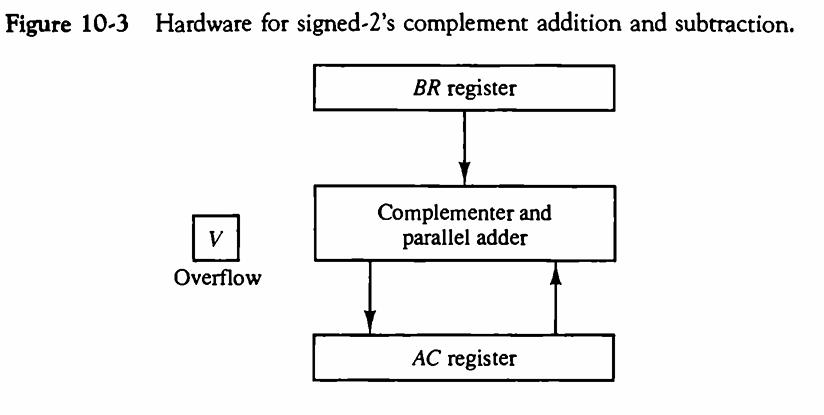 Figure 10-3 Hardware for signed-2's complement addition and subtraction.
BR register
Complementer and
parallel adder
V
Overflow
AC register